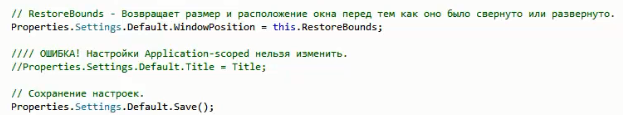 // RestoreBounds - Возвращает размер и расположение окна перед тем как оно было свернуто или развернуто.
Properties.Settings.Default.WindowPosition = this.RestoreBounds;
//// ОШИБКА! Настройки Application-scoped нельзя изменить.
//Properties.Settings.Default.Title = Title;
// Сохранение настроек.
Properties.Settings.Default.Save();